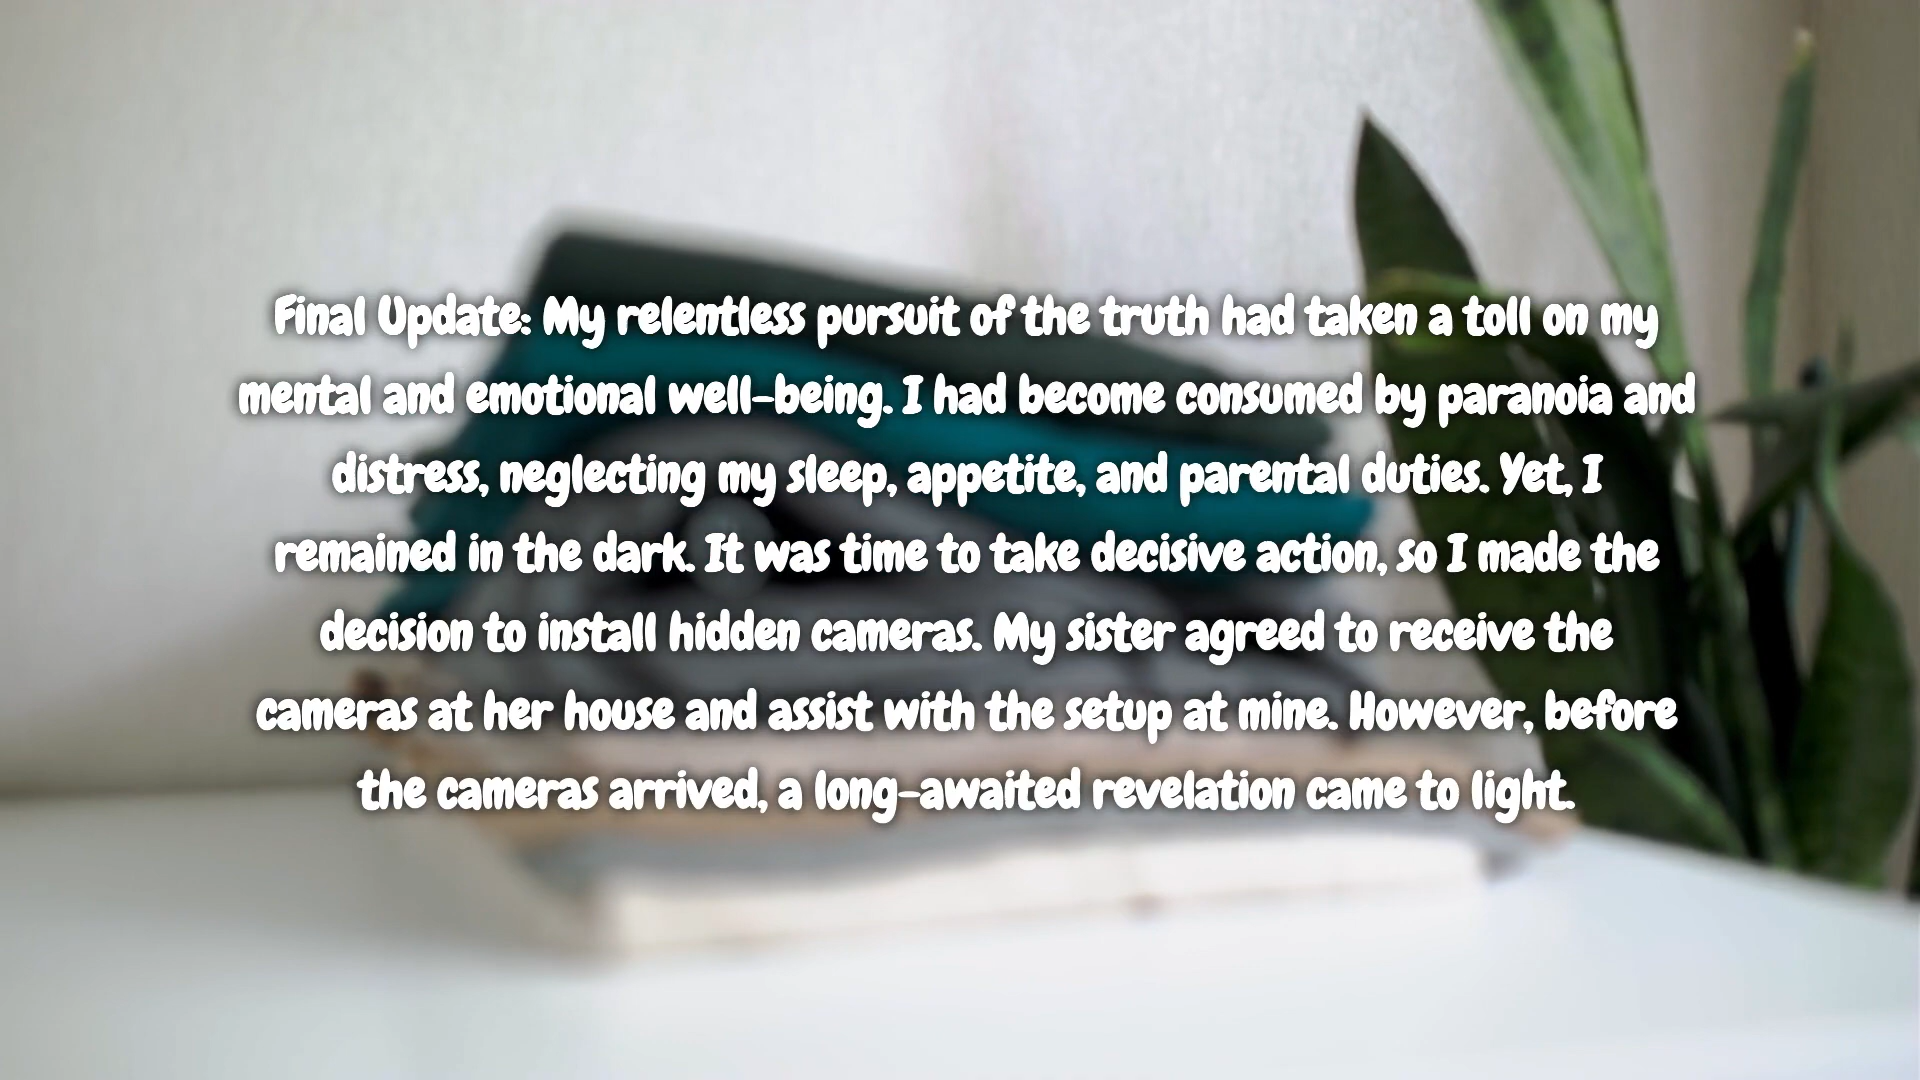 Final Update: My relentless pursuit of the truth had taken a toll on my
mental and emotional well-being. I had become consumed by paranoia and
distress, neglecting my sleep, appetite, and parental duties. Yet, I
remained in the dark. It was time to take decisive action, so I made the
decision to install hidden cameras. My sister agreed to receive the
cameras at her house and assist with the setup at mine. However, before
the cameras arrived, a long-awaited revelation came to light.